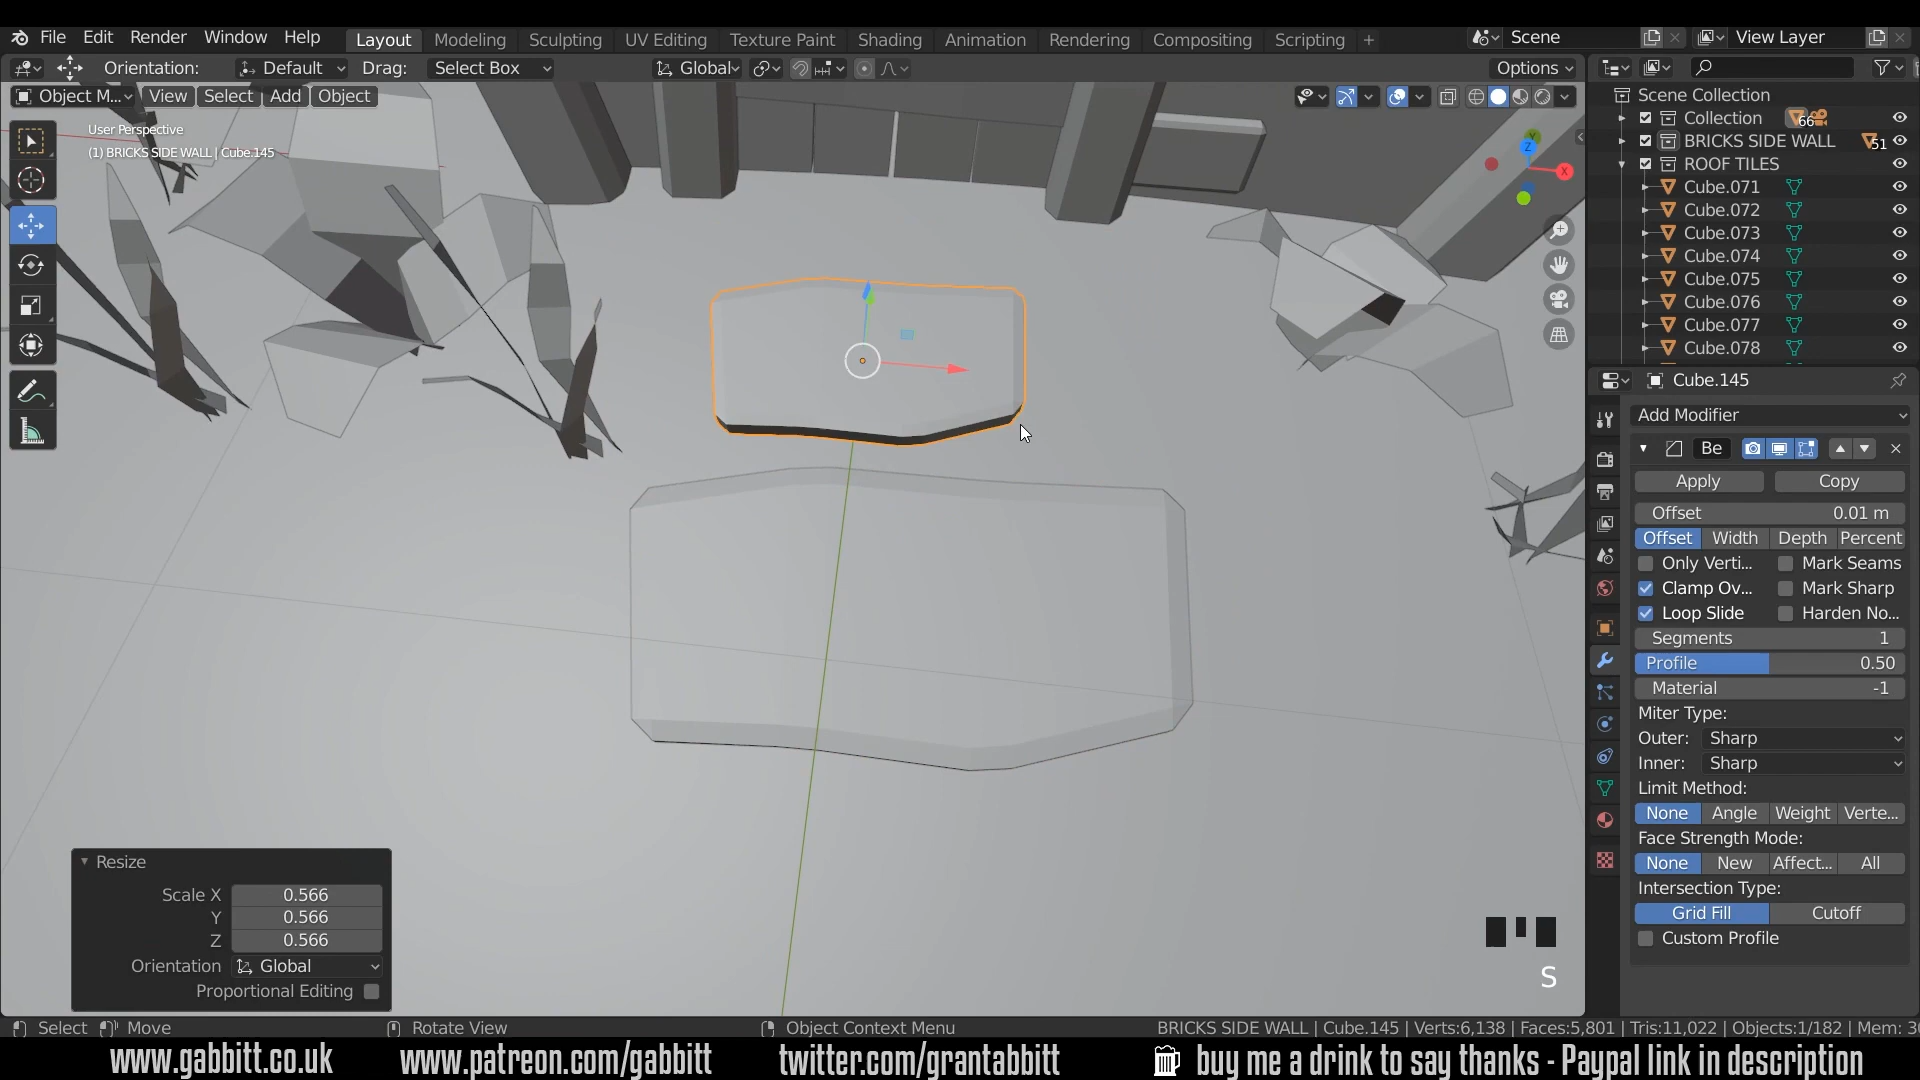 File Edit Render Window Help Layout Modeling Sculpting UV Editing Texture Paint Shading Animation Rendering Compositing Scripting + Scene View Layer
Orientation: Default Drag: Select Box Global Options
Object M... View Select Add Object
User Perspective
(1) BRICKS SIDE WALL | Cube.145
Scene Collection
Collection 66
BRICKS SIDE WALL 51
ROOF TILES
Cube.071
Cube.072
Cube.073
Cube.074
Cube.075
Cube.076
Cube.077
Cube.078
Y
Z
X
Cube.145
Add Modifier
Be
Apply Copy
Offset 0.01 m
Offset Width Depth Percent
Only Verti... Mark Seams
Clamp Ov... Mark Sharp
Loop Slide Harden No...
Segments 1
Profile 0.50
Material -1
Miter Type:
Outer: Sharp
Inner: Sharp
Limit Method:
None Angle Weight Verte...
Face Strength Mode:
None New Affect... All
Intersection Type:
Grid Fill Cutoff
Custom Profile
Resize
Scale X 0.566
Y 0.566
Z 0.566
Orientation Global
Proportional Editing
S
Select Move Rotate View Object Context Menu BRICKS SIDE WALL | Cube.145 | Verts:6,138 | Faces:5,801 | Tris:11,022 | Objects:1/182 | Mem:
www.gabbitt.co.uk www.patreon.com/gabbitt twitter.com/grantabbitt buy me a drink to say thanks - Paypal link in description